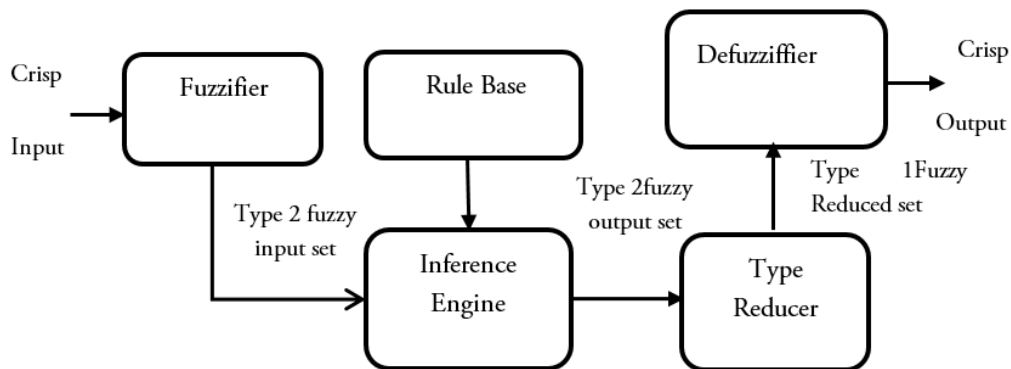 Crisp
Input
Fuzzifier
Rule Base
Defuzziffier
Crisp
Output
Type 2 fuzzy
input set
Inference
Engine
Type 2fuzzy
output set
Type
Reducer
Type 1Fuzzy
Reduced set